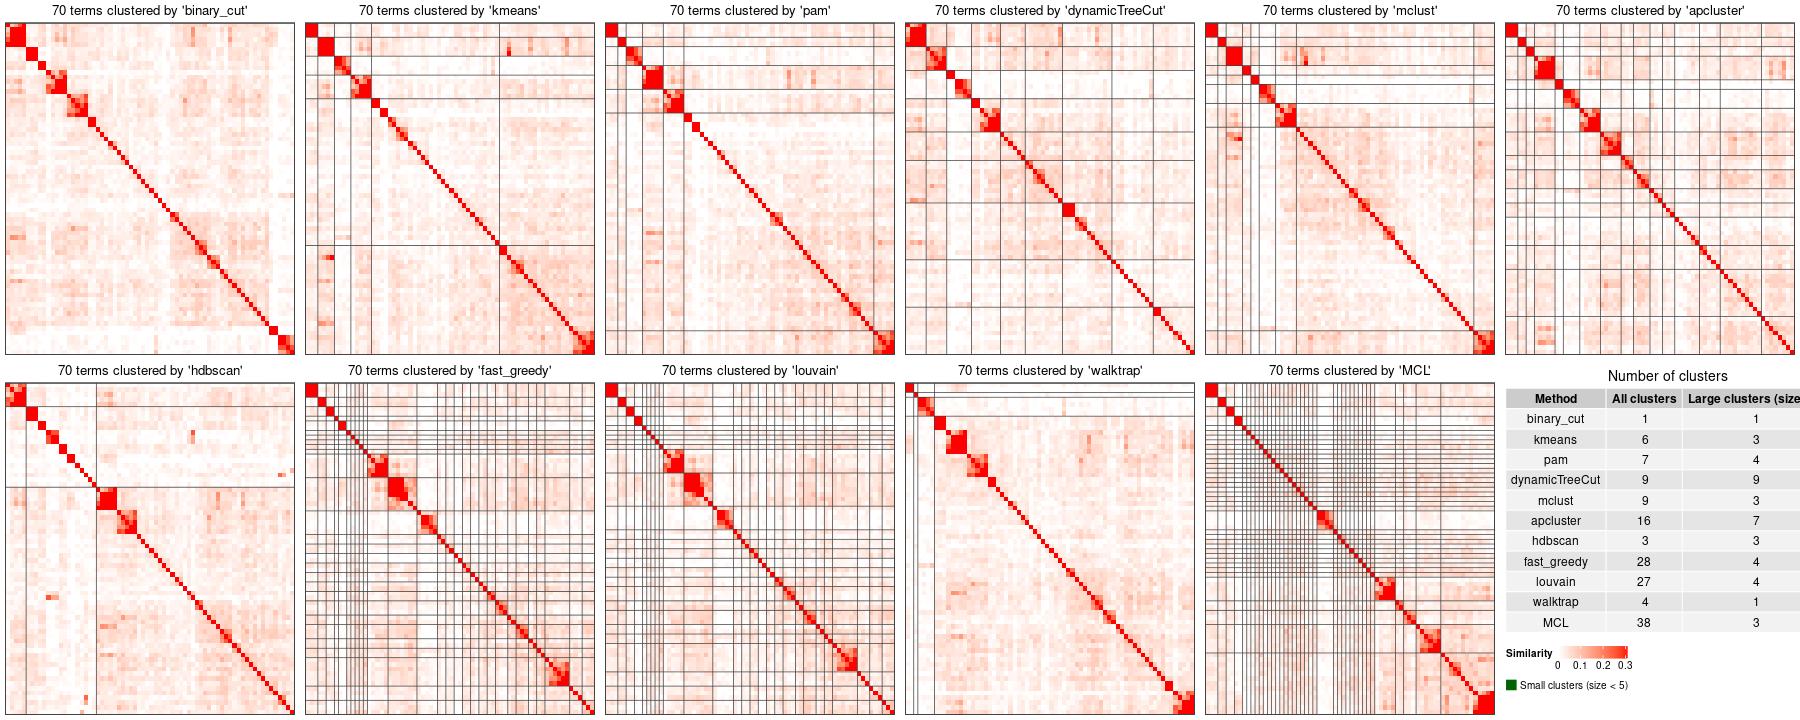 70 terms clustered by 'binary_cut'
70 terms clustered by 'kmeans'
70 terms clustered by 'pam'
70 terms clustered by 'dynamicTreeCut'
70 terms clustered by 'mclust'
70 terms clustered by 'apcluster'
70 terms clustered by 'hdbscan'
70 terms clustered by 'fast_greedy'
70 terms clustered by 'louvain'
70 terms clustered by 'walktrap'
70 terms clustered by 'MCL'
Number of clusters
Method All clusters Large clusters (size
binary_cut 1 1
kmeans 6 3
pam 7 4
dynamicTreeCut 9 9
mclust 9 3
apcluster 16 7
hdbscan 3 3
fast_greedy 28 4
louvain 27 4
walktrap 4 1
MCL 38 3
Similarity
0 0.1 0.2 0.3
Small clusters (size < 5)